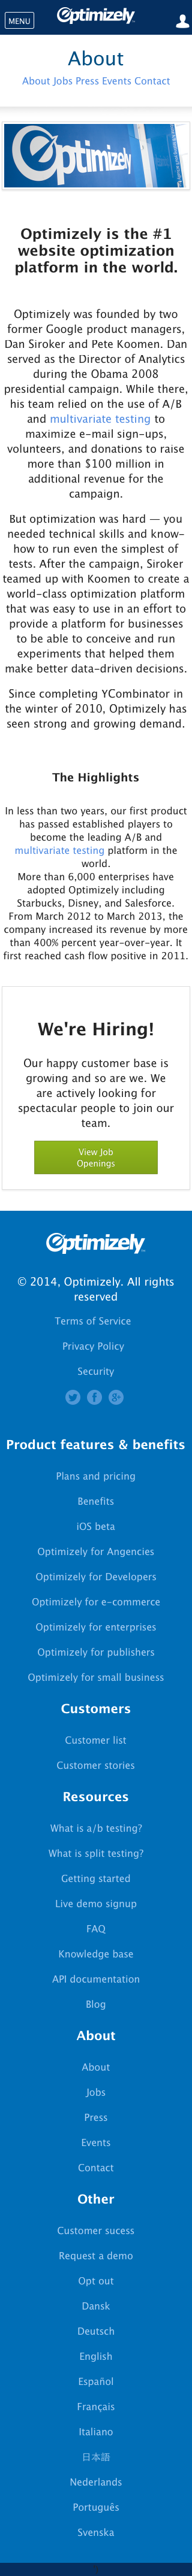 MENU
Optimizely
About
About Jobs Press Events Contact
Optimizely
Optimizely is the #1
website optimization
platform in the world.
Optimizely was founded by two
former Google product managers,
Dan Siroker and Pete Koomen. Dan
served as the Director of Analytics
during the Obama 2008
presidential campaign. While there,
his team relied on the use of A/B
and multivariate testing to
maximize e-mail sign-ups,
volunteers, and donations to raise
more than $100 million in
additional revenue for the
campaign.
But optimization was hard — you
needed technical skills and know-
how to run even the simplest of
tests. After the campaign, Siroker
teamed up with Koomen to create a
world-class optimization platform
that was easy to use in an effort to
provide a platform for businesses
to be able to conceive and run
experiments that helped them
make better data-driven decisions.
Since completing YCombinator in
the winter of 2010, Optimizely has
seen strong and growing demand.
The Highlights
In less than two years, our first product
has passed established players to
become the leading A/B and
multivariate testing platform in the
world.
More than 6,000 enterprises have
adopted Optimizely including
Starbucks, Disney, and Salesforce.
From March 2012 to March 2013, the
company increased its revenue by more
than 400% percent year-over-year. It
first reached cash flow positive in 2011.
We're Hiring!
Our happy customer base is
growing and so are we. We
are actively looking for
spectacular people to join our
team.
View Job
Openings
Optimizely
© 2014, Optimizely. All rights
reserved
Terms of Service
Privacy Policy
Security
Product features & benefits
Plans and pricing
Benefits
iOS beta
Optimizely for Angencies
Optimizely for Developers
Optimizely for e-commerce
Optimizely for enterprises
Optimizely for publishers
Optimizely for small business
Customers
Customer list
Customer stories
Resources
What is a/b testing?
What is split testing?
Getting started
Live demo signup
FAQ
Knowledge base
API documentation
Blog
About
About
Jobs
Press
Events
Contact
Other
Customer sucess
Request a demo
Opt out
Dansk
Deutsch
English
Español
Français
Italiano
日本語
Nederlands
Português
Svenska